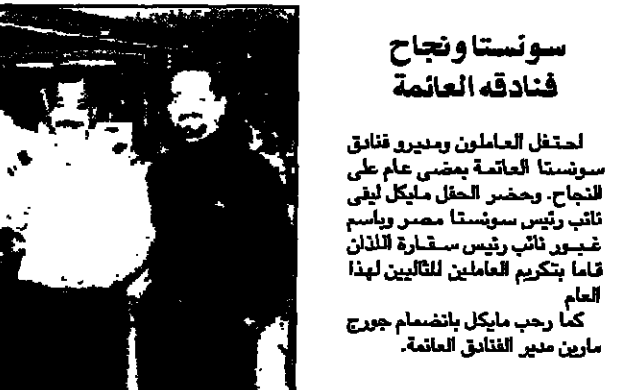 سونستا ونجاح
فنادقه العائمة
احتفل العاملون ومديرو فنادق
سونستا العائمة بمضى عام على
النجاح. وحضر الحفل مايكل ليفى
نائب رئيس سونستا مصر وباسم
غبور نائب رئيس سقارة اللذان
قاما بتكريم العاملين للثاليين لهذا
العام
كما رحب مايكل بانضمام جورج
مارين مدير الفنادق العائمة.